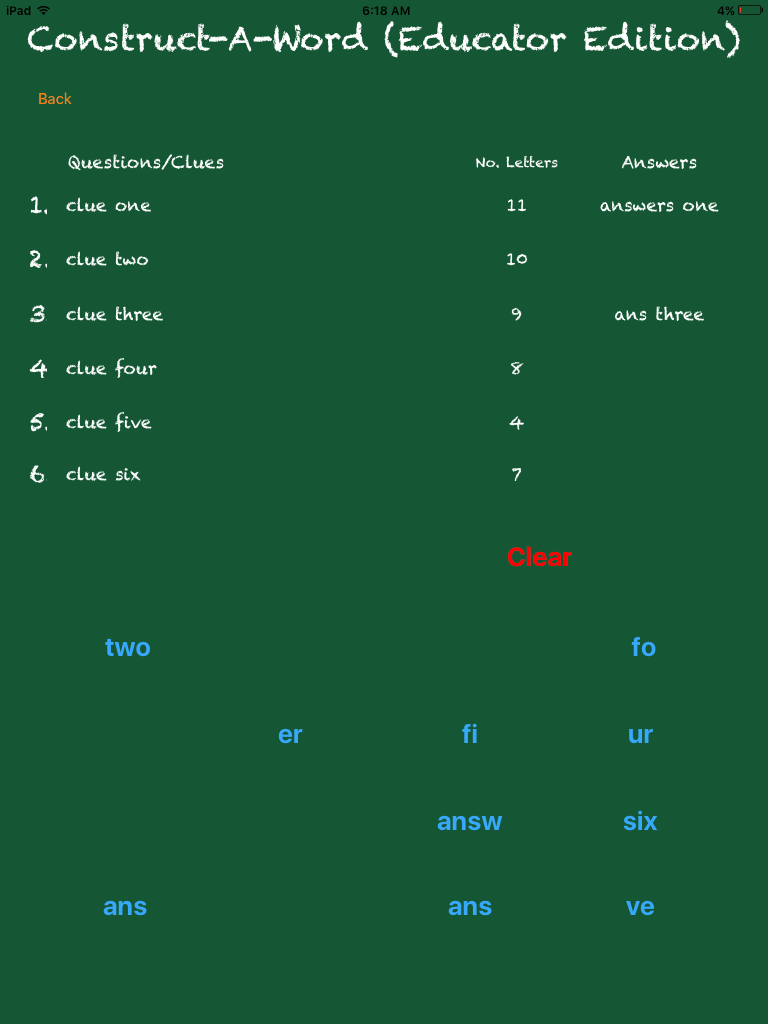 iPad 6:18 AM 4%
Construct-A-Word (Educator Edition)
Back
Questions/Clues No. Letters Answers
1. clue one 11 answers one
2. clue two 10
3 clue three 9 ans three
4 clue four 8
5. clue five 4
6 clue six 7
Clear
two fo
er fi ur
answ six
ans ans ve